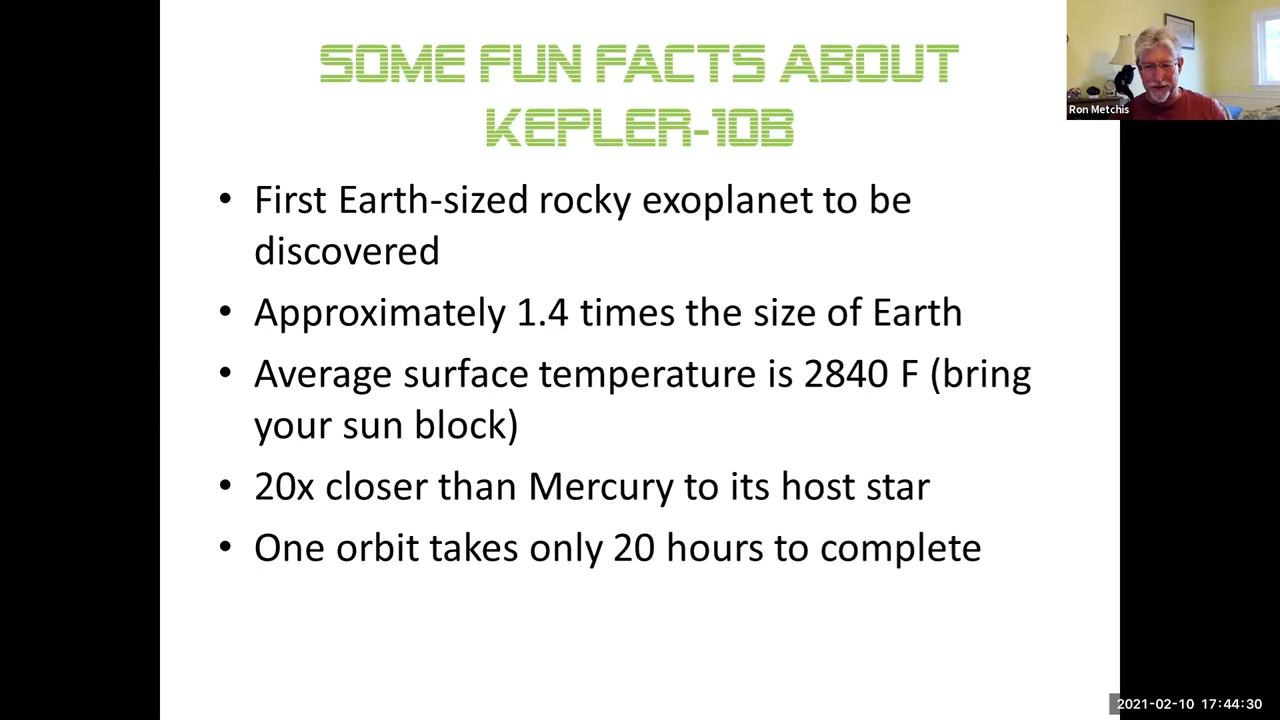 SOME FUN FACTS ABOUT
KEPLER-10B
• First Earth-sized rocky exoplanet to be
discovered
• Approximately 1.4 times the size of Earth
• Average surface temperature is 2840 F (bring
your sun block)
• 20x closer than Mercury to its host star
• One orbit takes only 20 hours to complete
Ron Metchis
2021-02-10 17:44:30